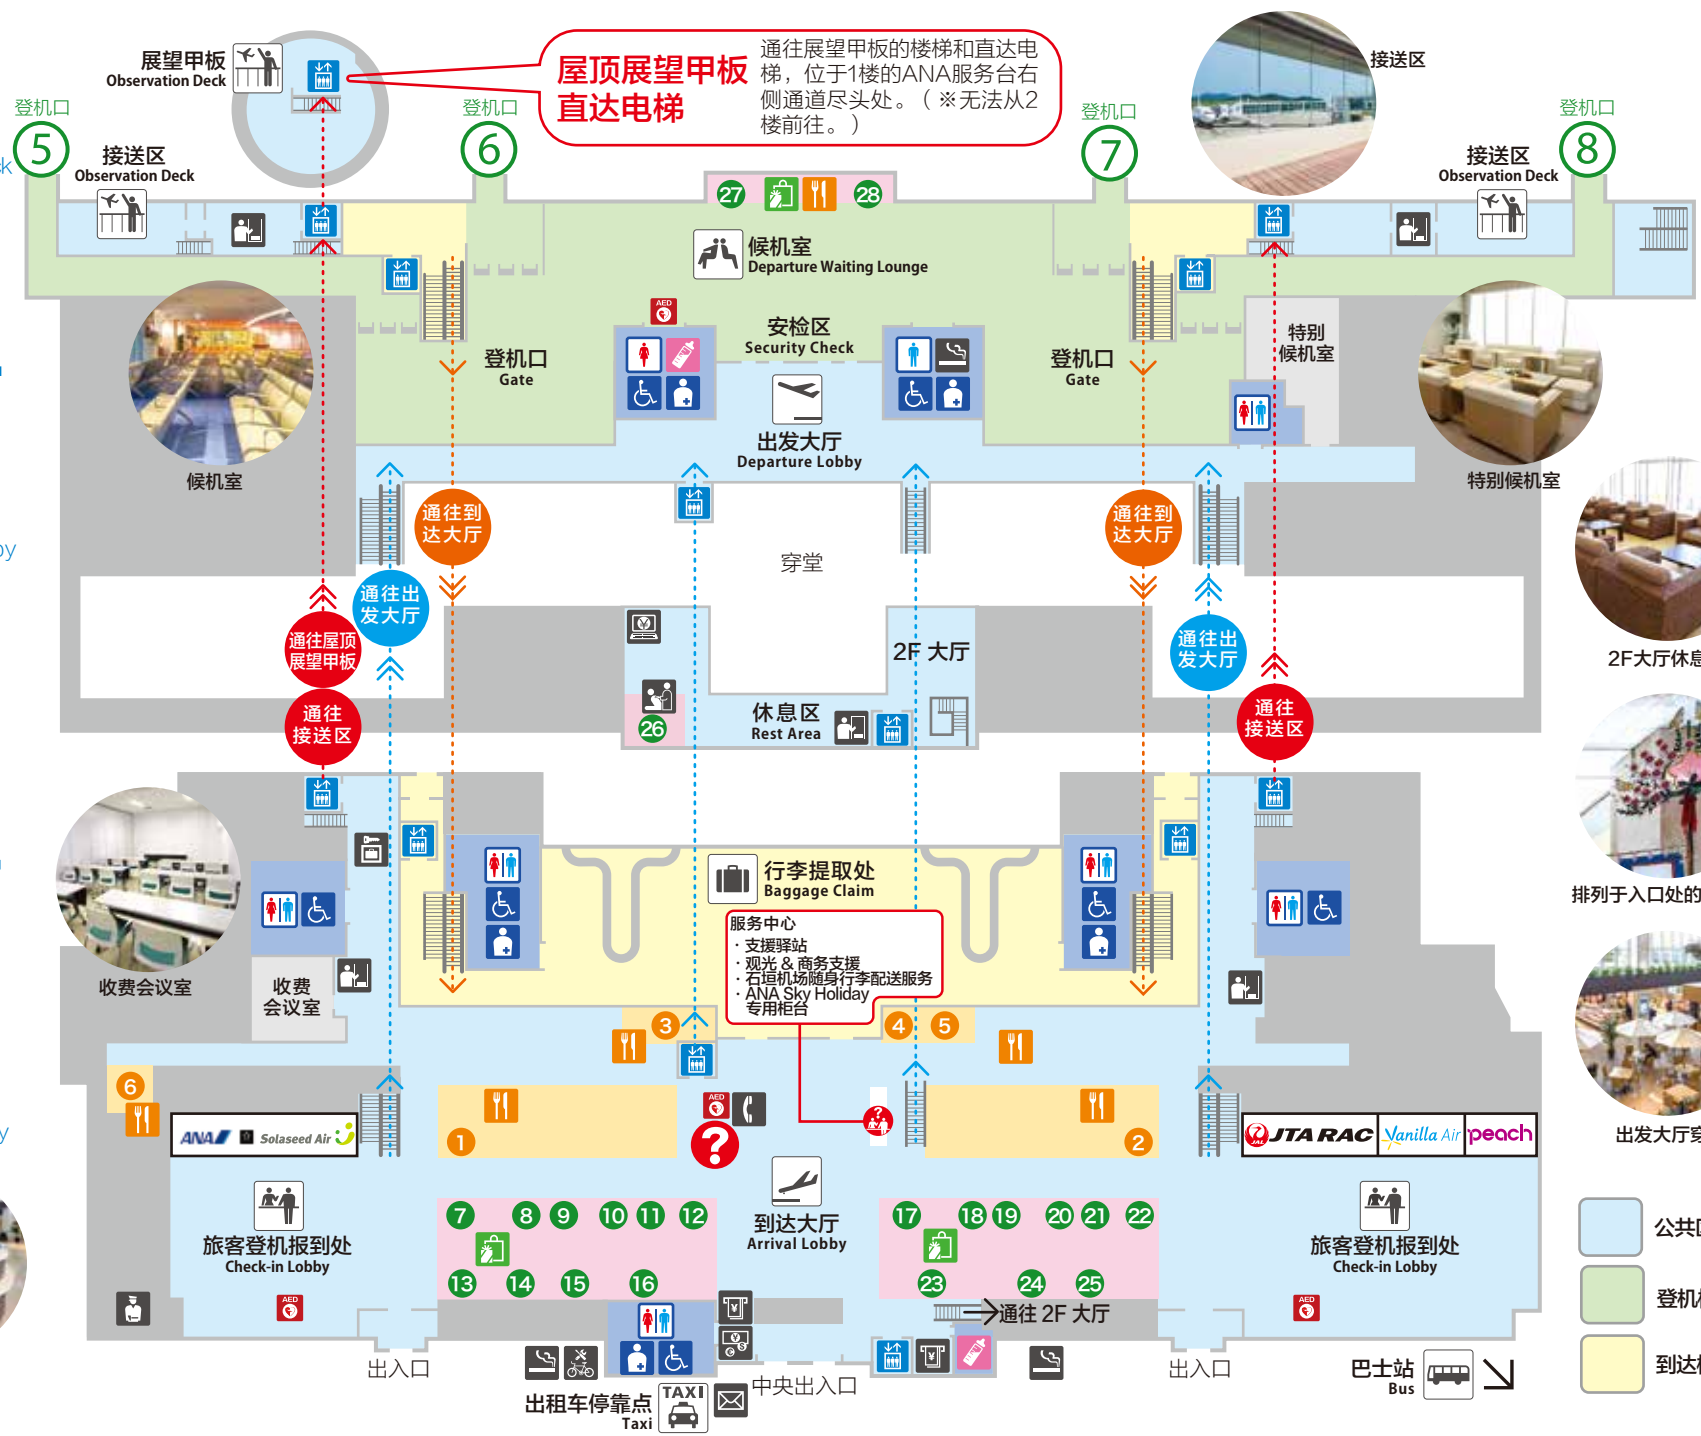 展望甲板
Observation Deck
屋顶展望甲板
直达电梯
通往展望甲板的楼梯和直达电
梯，位于1楼的ANA服务台右
侧通道尽头处。（※无法从2
楼前往。）
接送区
登机口
5
登机口
6
登机口
7
登机口
8
接送区
Observation Deck
接送区
Observation Deck
27
28
候机室
Departure Waiting Lounge
AED
安检区
Security Check
登机口
Gate
登机口
Gate
特别
候机室
出发大厅
Departure Lobby
候机室
特别候机室
通往到
达大厅
通往到
达大厅
穿堂
通往出
发大厅
通往屋顶
展望甲板
通往
接送区
通往出
发大厅
通往
接送区
2F 大厅
26
休息区
Rest Area
2F大厅休息
排列于入口处的
收费会议室
收费
会议室
行李提取处
Baggage Claim
服务中心
· 支援驿站
· 观光 & 商务支援
· 石垣机场随身行李配送服务
· ANA Sky Holiday
专用柜台
3
4
5
6
1
2
AED
?
?
ANA
Solaseed Air
JAL
JTA RAC
Vanilla Air
peach
旅客登机报到处
Check-in Lobby
AED
7
8
9
10
11
12
13
14
15
16
到达大厅
Arrival Lobby
17
18
19
20
21
22
23
24
25
旅客登机报到处
Check-in Lobby
AED
通往 2F 大厅
出入口
中央出入口
出入口
出租车停靠点
Taxi
TAXI
巴士站
Bus
公共
登机
到达